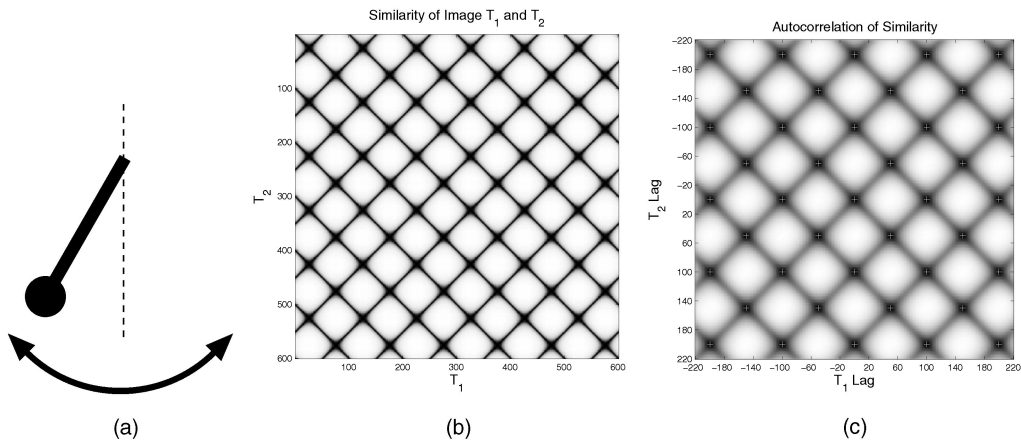 Similarity of Image T1 and T2
100
200
300
400
500
600
T2
100 200 300 400 500 600
T1
Autocorrelation of Similarity
−220
−180
−140
−100
−60
−20
20
60
100
140
180
220
T2 Lag
−220 −180 −140 −100 −60 −20 20 60 100 140 180 220
T1 Lag
(a) (b) (c)